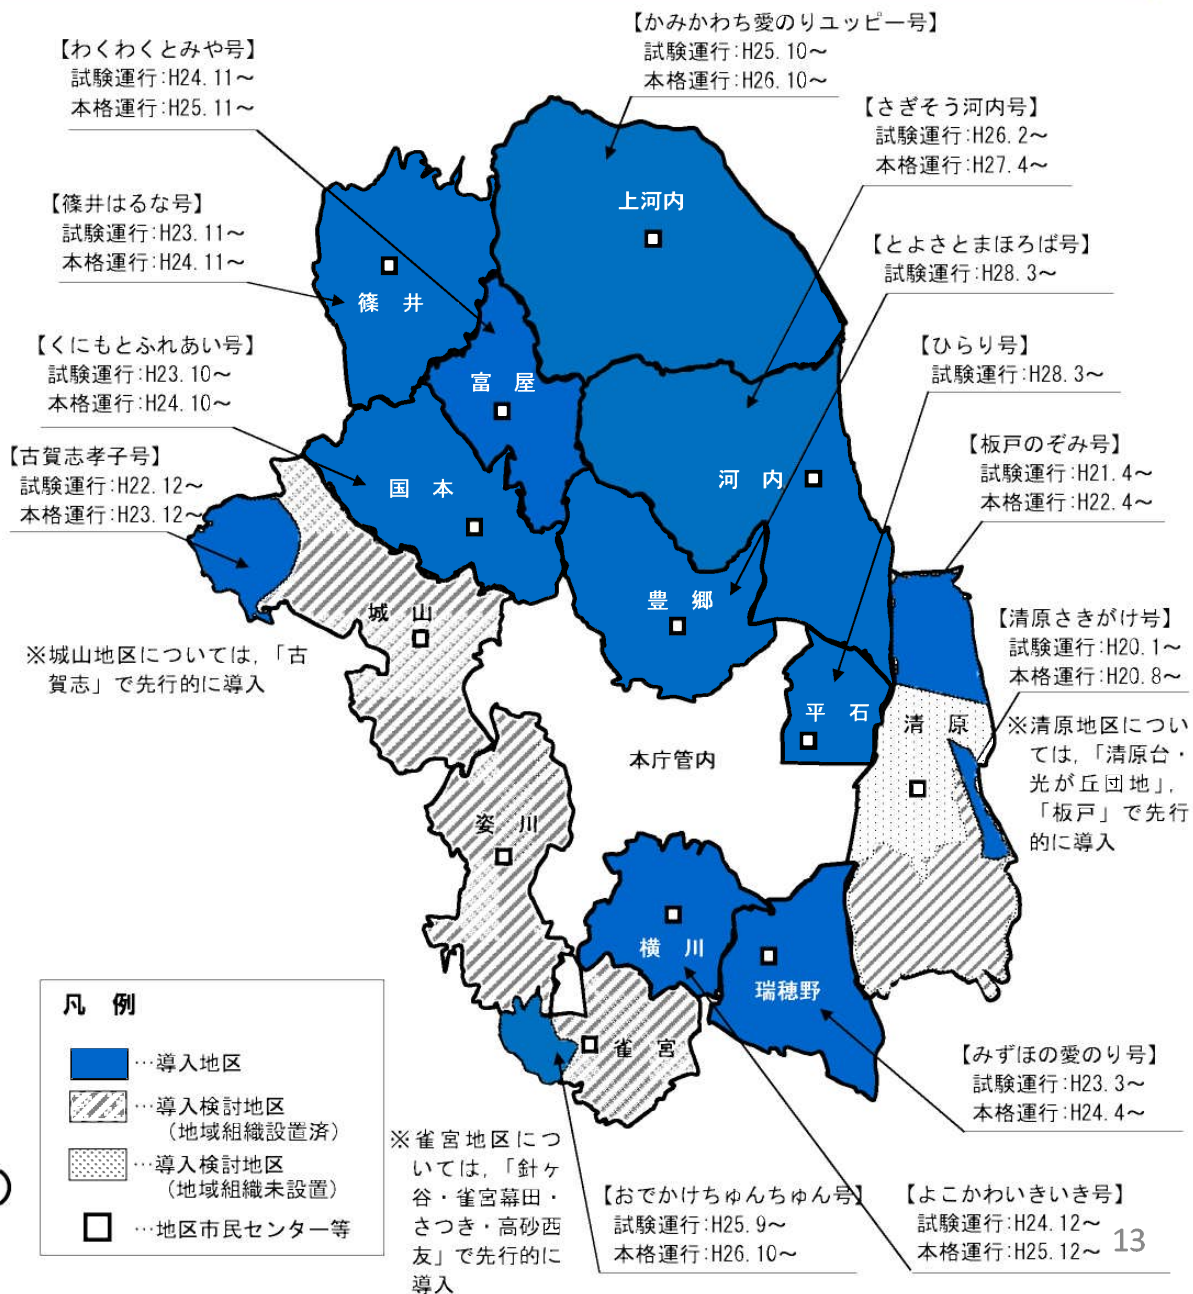 【かみかわち愛のりユッピー号】
試験運行:H25.10～
本格運行:H26.10～
【わくわくとみや号】
試験運行:H24.11～
本格運行:H25.11～
【さぎそう河内号】
試験運行:H26.2～
本格運行:H27.4～
【篠井はるな号】
試験運行:H23.11～
本格運行:H24.11～
【とよさとまほろば号】
試験運行:H28.3～
【くにもとふれあい号】
試験運行:H23.10～
本格運行:H24.10～
【ひらり号】
試験運行:H28.3～
【古賀志孝子号】
試験運行:H22.12～
本格運行:H23.12～
【板戸のぞみ号】
試験運行:H21.4～
本格運行:H22.4～
【清原さきがけ号】
試験運行:H20.1～
本格運行:H20.8～
※清原地区につい
ては,「清原台・
光が丘団地」,
「板戸」で先行
的に導入
※城山地区については,「古
賀志」で先行的に導入
上河内
篠 井
富 屋
国 本
河 内
豊 郷
城 山
平 石
清 原
本庁管内
姿 川
横 川
瑞穂野
雀 宮
凡 例
…導入地区
…導入検討地区
(地域組織設置済)
…導入検討地区
(地域組織未設置)
…地区市民センター等
※雀宮地区につ
いては,「針ヶ
谷・雀宮幕田・
さつき・高砂西
友」で先行的に
導入
【みずほの愛のり号】
試験運行:H23.3～
本格運行:H24.4～
【おでかけちゅんちゅん号】
試験運行:H25.9～
本格運行:H26.10～
【よこかわいきいき号】
試験運行:H24.12～
本格運行:H25.12～
13